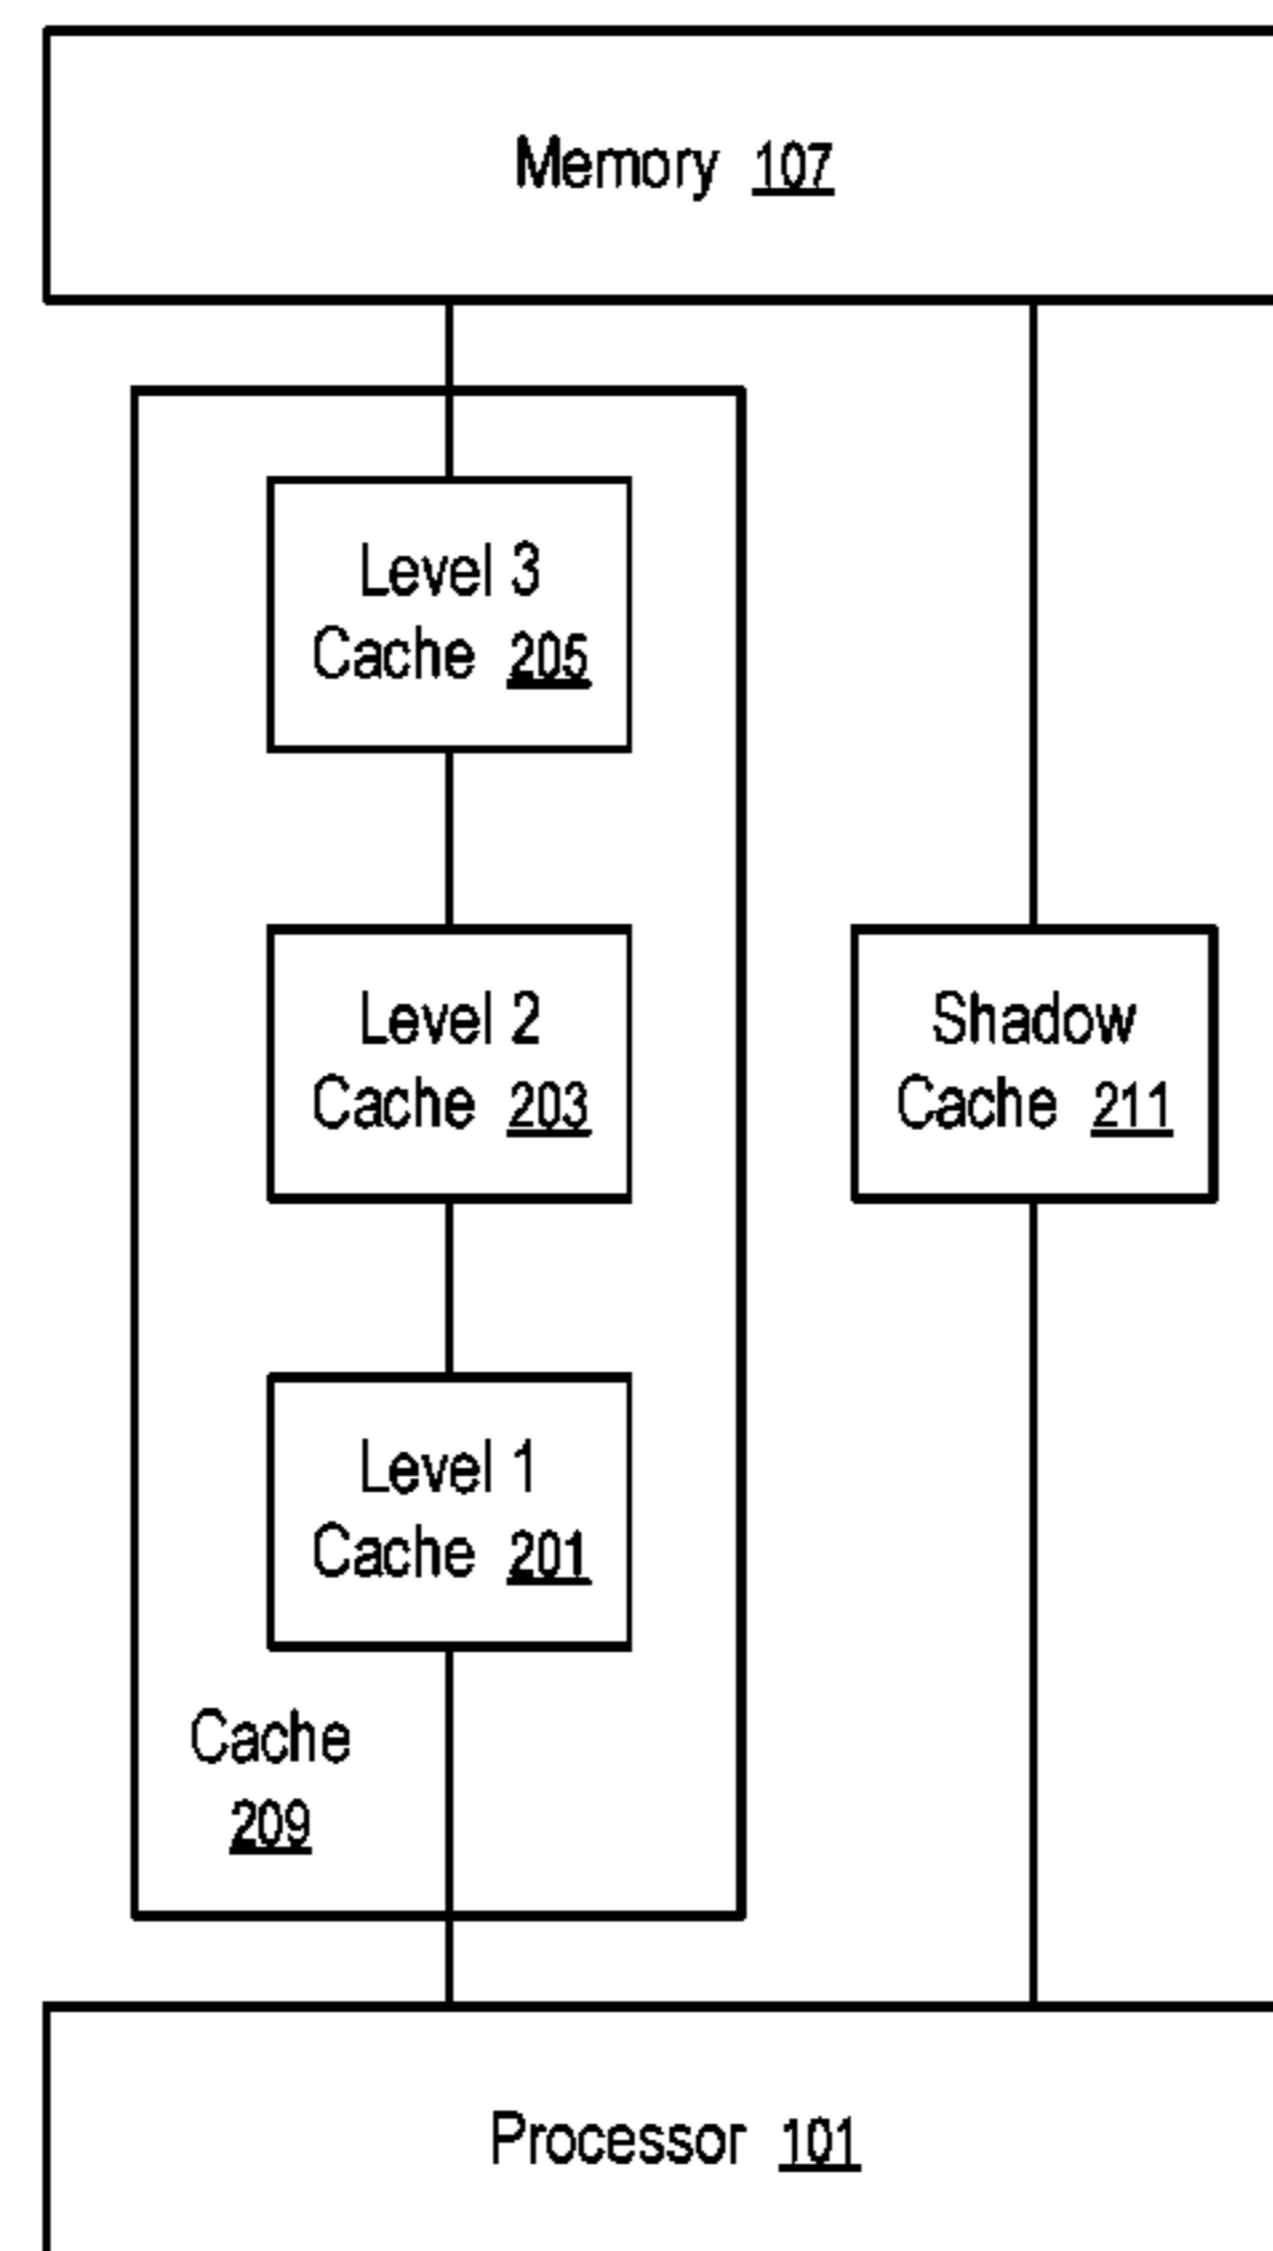 Memory 107
Level 3
Cache 205
Level 2
Cache 203
Shadow
Cache 211
Level 1
Cache 201
Cache
209
Processor 101